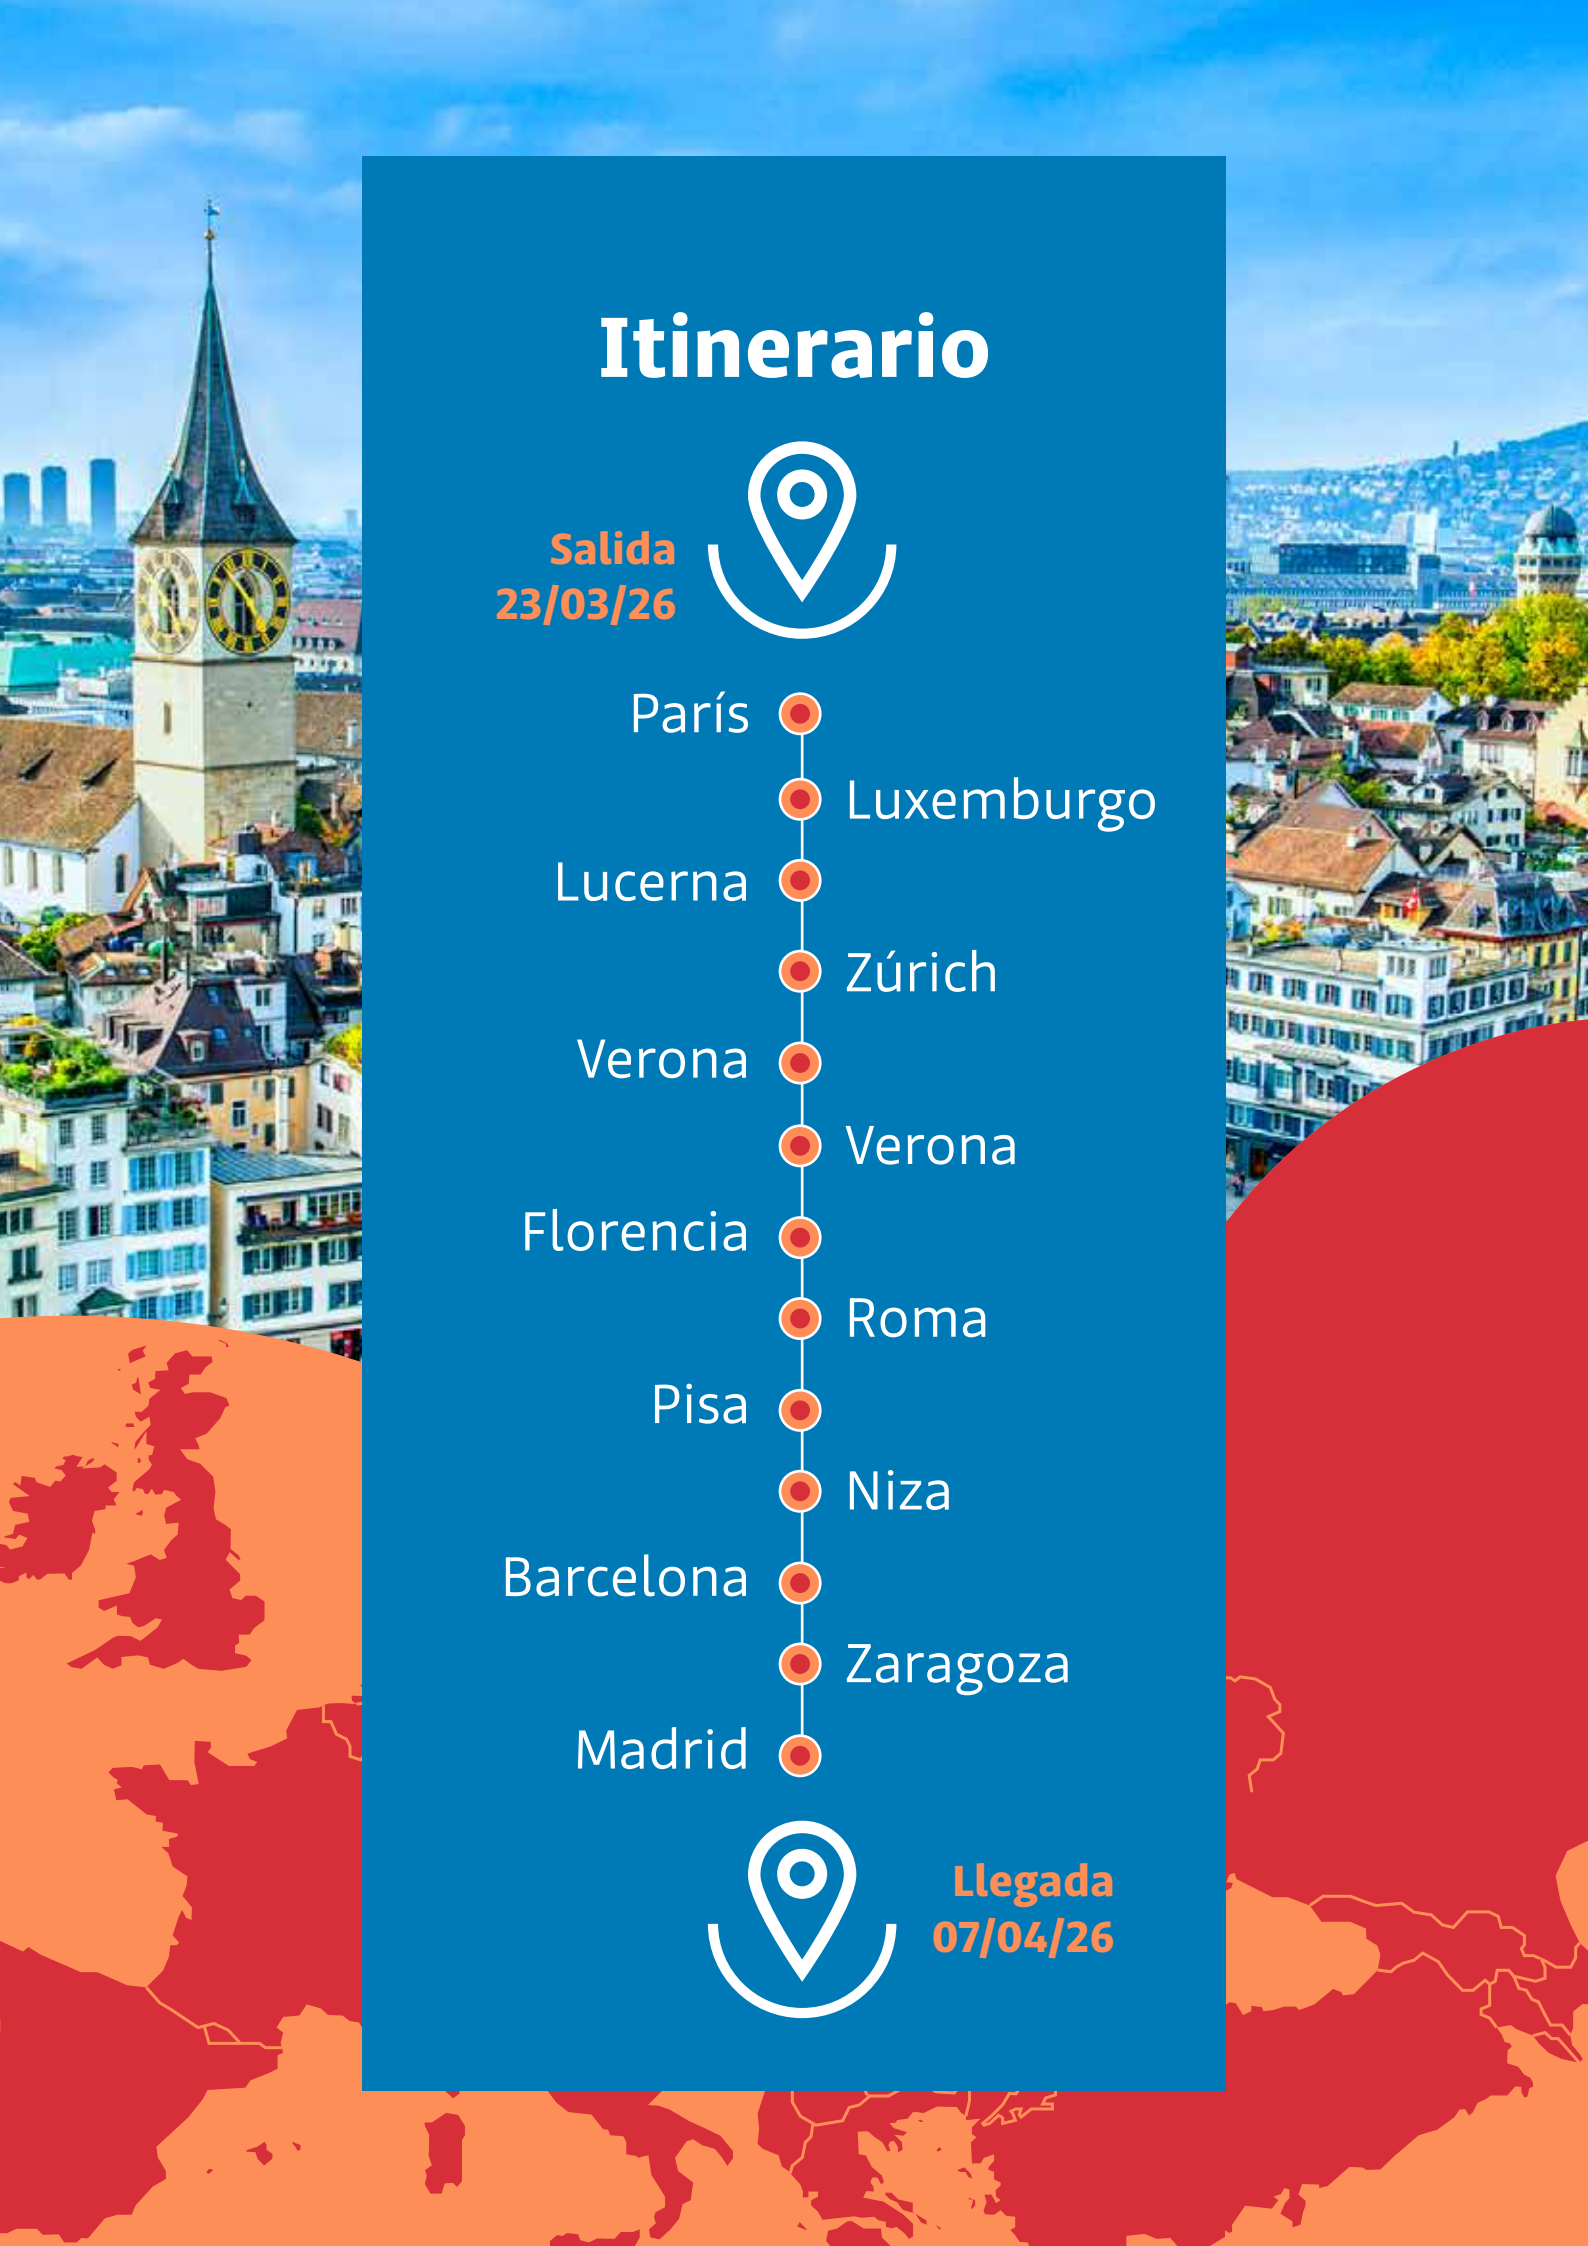 Itinerario
Salida
23/03/26
París
Luxemburgo
Lucerna
Zúrich
Verona
Verona
Florencia
Roma
Pisa
Niza
Barcelona
Zaragoza
Madrid
Llegada
07/04/26